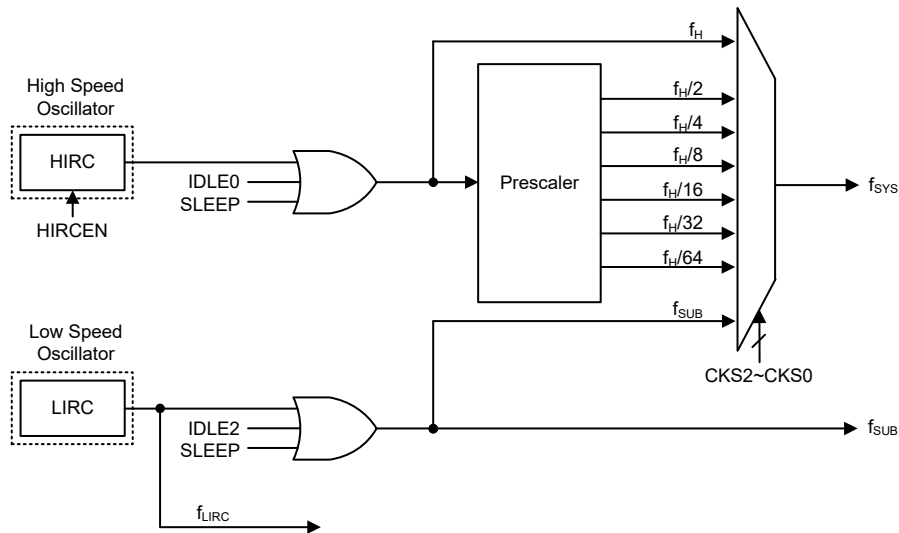 f_H
High Speed
Oscillator
HIRC
HIRCEN
IDLE0
SLEEP
Prescaler
f_H/2
f_H/4
f_H/8
f_H/16
f_H/32
f_H/64
f_SYS
f_SUB
CKS2~CKS0
Low Speed
Oscillator
LIRC
IDLE2
SLEEP
f_SUB
f_LIRC